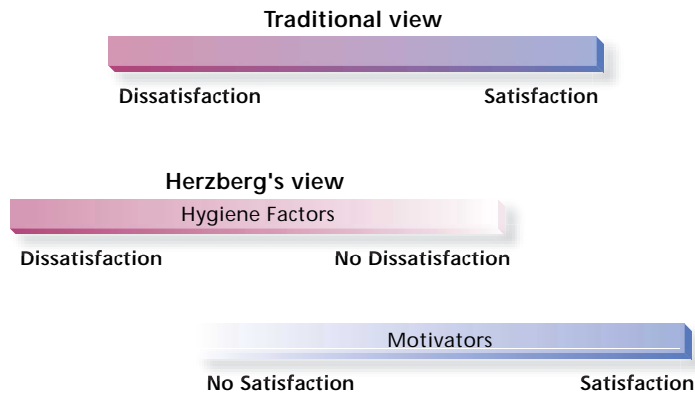 Traditional view
Dissatisfaction Satisfaction
Herzberg's view
Hygiene Factors
Dissatisfaction No Dissatisfaction
Motivators
No Satisfaction Satisfaction